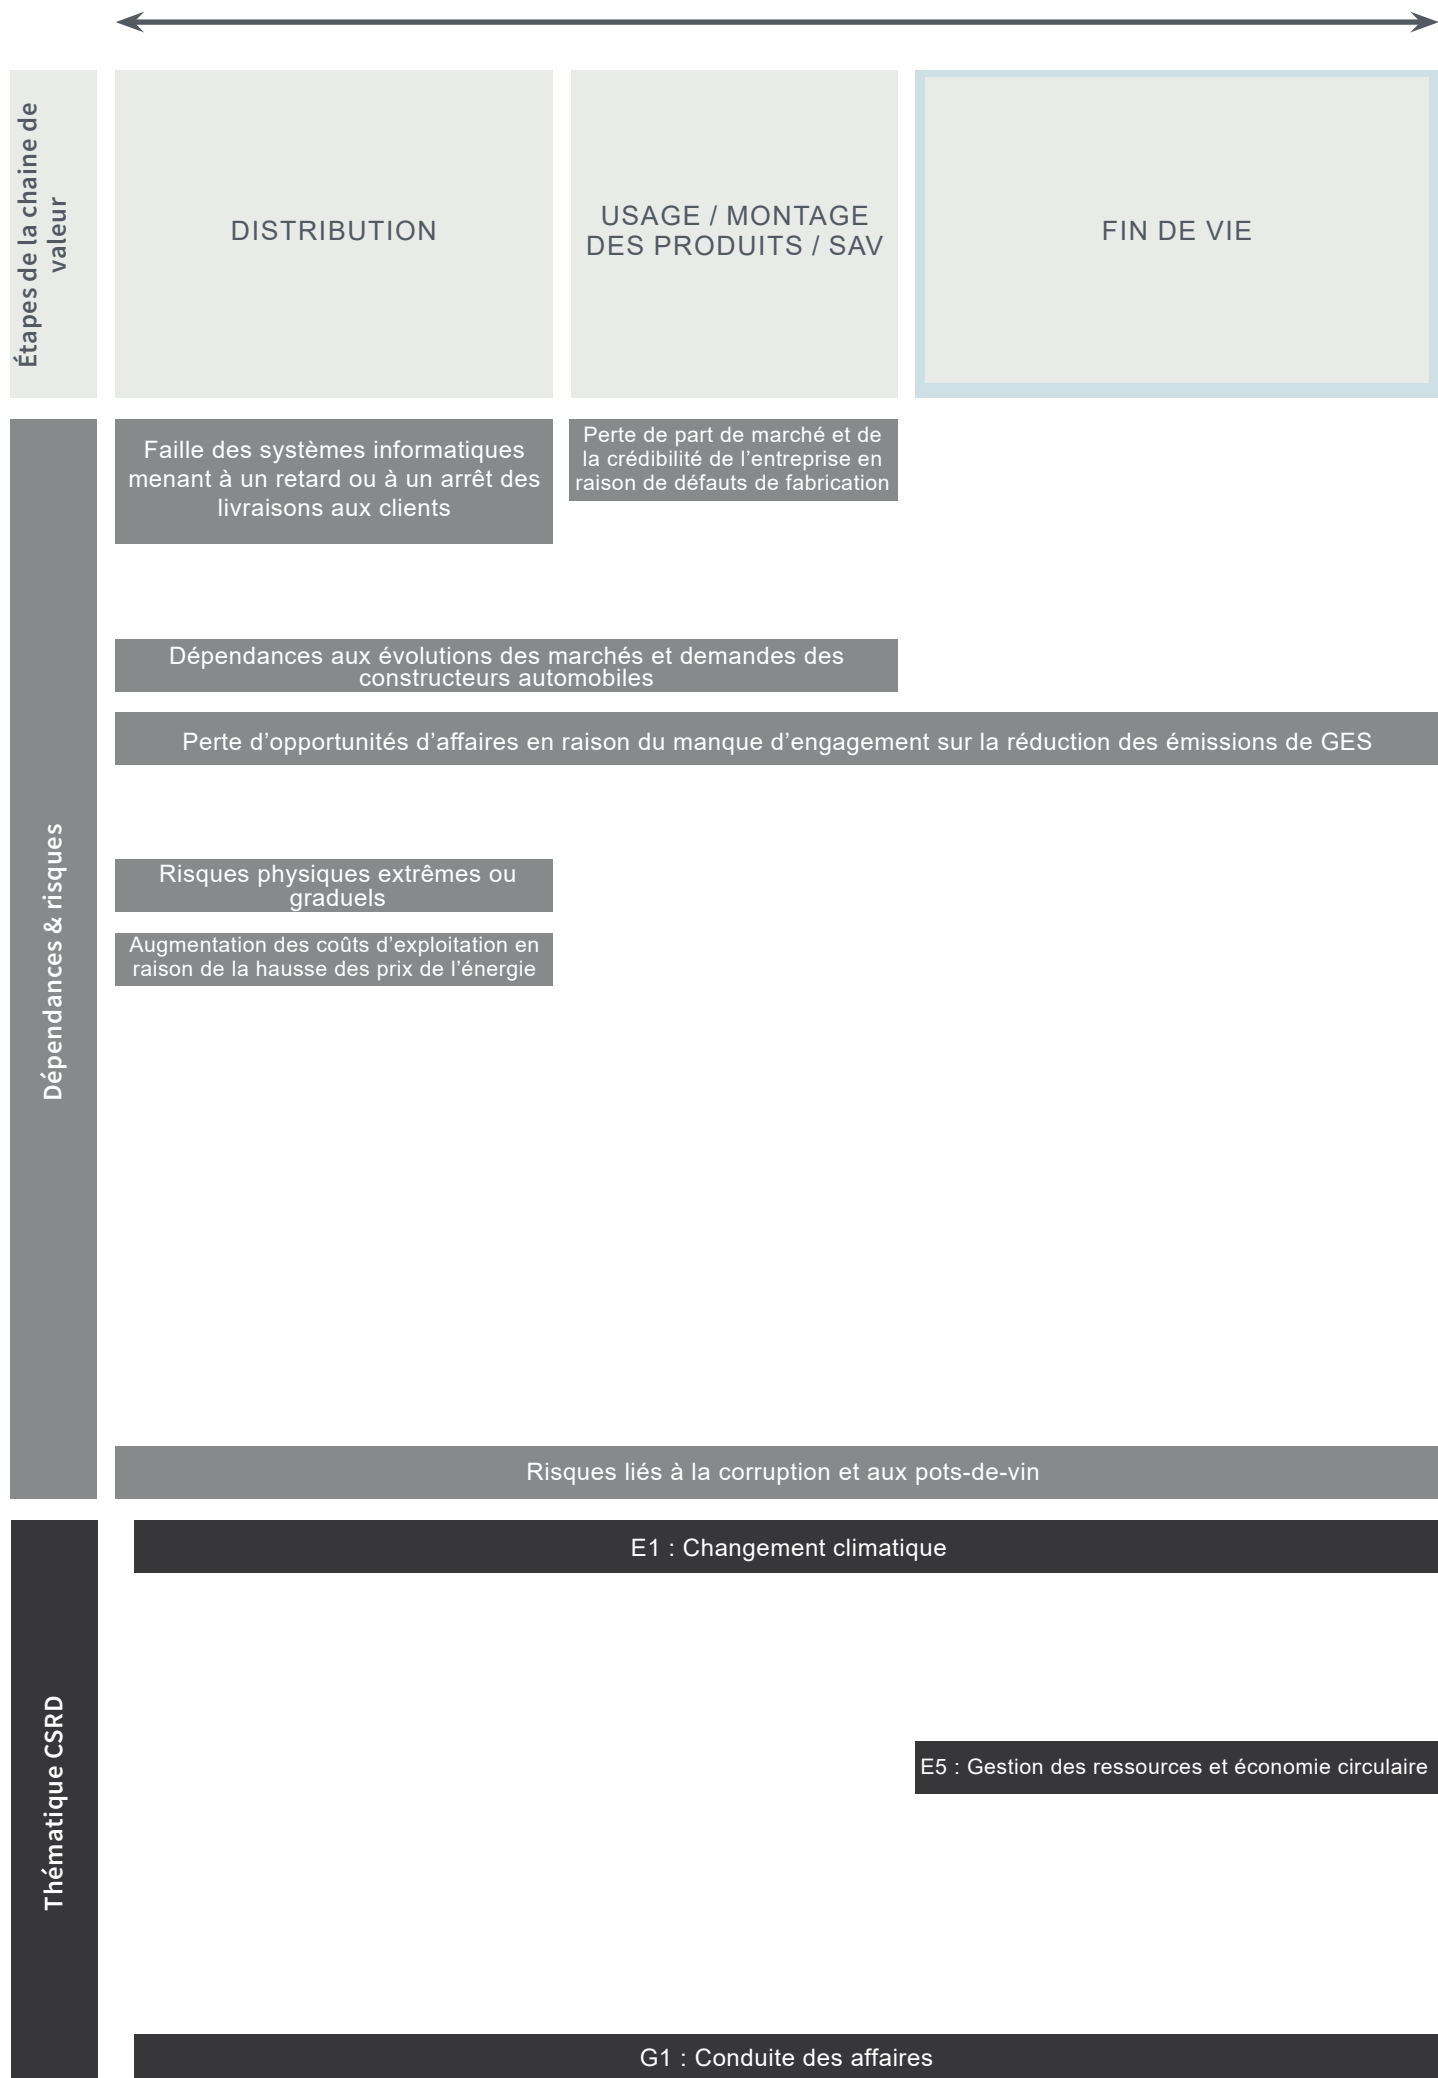 Étapes de la chaine de
valeur
DISTRIBUTION
USAGE / MONTAGE
DES PRODUITS / SAV
FIN DE VIE
Dépendances & risques
Faille des systèmes informatiques
menant à un retard ou à un arrêt des
livraisons aux clients
Perte de part de marché et de
la crédibilité de l’entreprise en
raison de défauts de fabrication
Dépendances aux évolutions des marchés et demandes des
constructeurs automobiles
Perte d’opportunités d’affaires en raison du manque d’engagement sur la réduction des émissions de GES
Risques physiques extrêmes ou
graduels
Augmentation des coûts d’exploitation en
raison de la hausse des prix de l’énergie
Risques liés à la corruption et aux pots-de-vin
Thématique CSRD
E1 : Changement climatique
E5 : Gestion des ressources et économie circulaire
G1 : Conduite des affaires